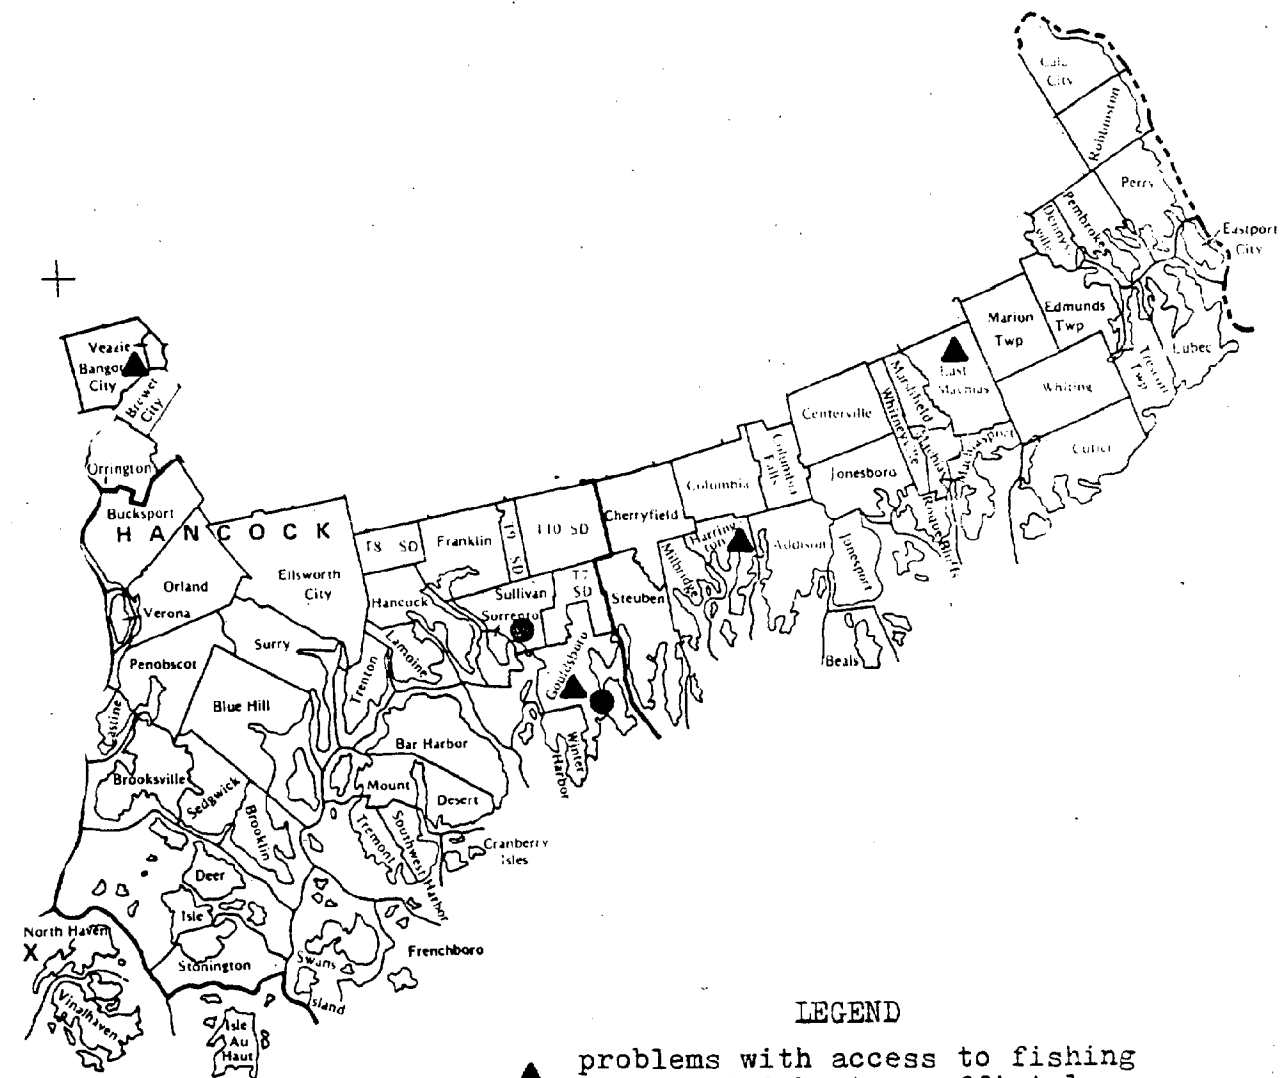 City
Robbinston
Perry
Pembroke
Dennys
ville
Eastport
City
Marion
Twp
Edmunds
Twp
Lubec
Trescott
Twp
Whiting
Cutler
East
Machias
Marshfield
Whitneyville
Machias
Machiasport
Roque Bluffs
Centerville
Jonesboro
Columbia
Falls
Columbia
Addison
Jonesport
Beals
Harring
ton
Milbridge
Cherryfield
Steuben
Veazie
Bangor
City
Brewer
City
Orrington
Bucksport
HANCOCK
T8 SD
Franklin
T9 SD
T10 SD
T7
SD
Orland
Ellsworth
City
Verona
Hancock
Sullivan
Sorrento
Gouldsboro
Winter
Harbor
Surry
Penobscot
Lamoine
Trenton
Blue Hill
Castine
Bar Harbor
Brooksville
Sedgwick
Brooklin
Mount
Desert
Tremont
Southwest Harbor
Cranberry
Isles
Deer
Isle
Stonington
Swans
Island
Frenchboro
North Haven
X
Vinalhaven
Isle
Au
Haut
LEGEND
problems with access to fishing